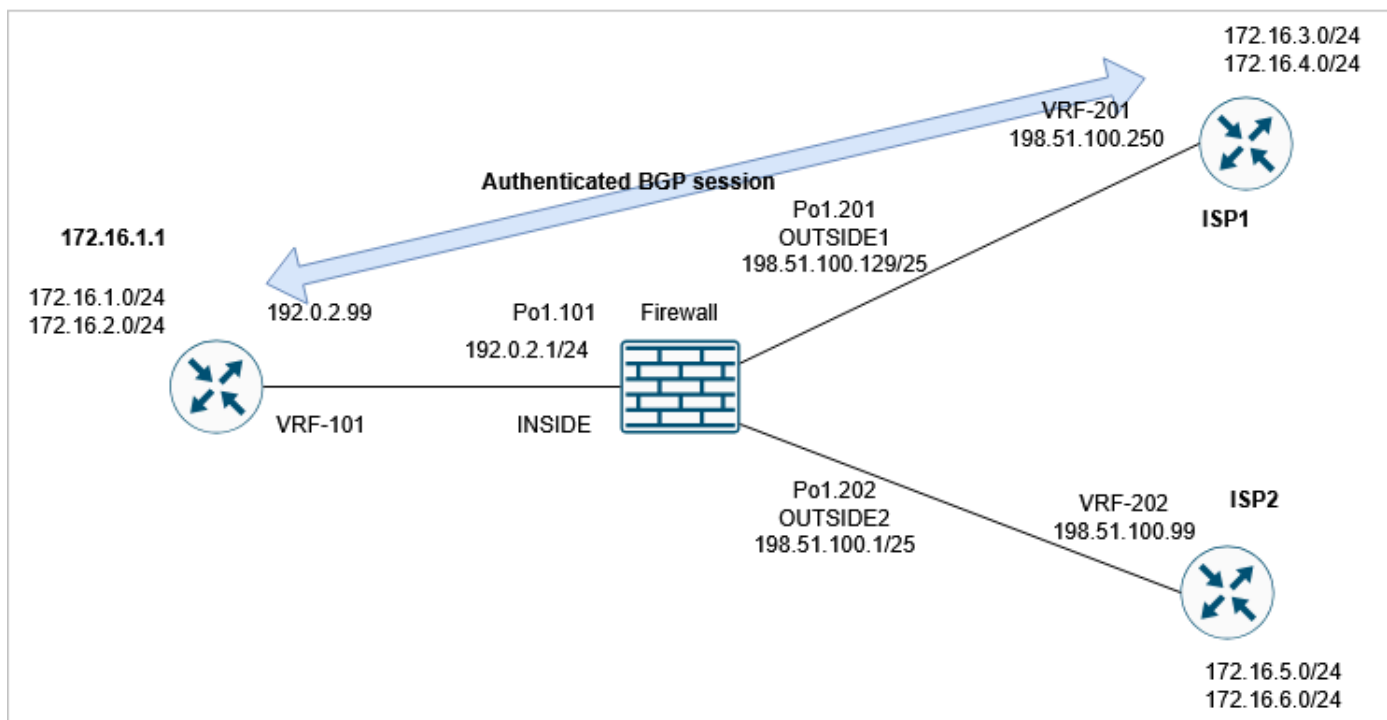 172.16.3.0/24
172.16.4.0/24
VRF-201
198.51.100.250
Authenticated BGP session
Po1.201
OUTSIDE1
198.51.100.129/25
ISP1
172.16.1.1
172.16.1.0/24
172.16.2.0/24
192.0.2.99
Po1.101
Firewall
192.0.2.1/24
VRF-101
INSIDE
Po1.202
OUTSIDE2
198.51.100.1/25
VRF-202
198.51.100.99
ISP2
172.16.5.0/24
172.16.6.0/24